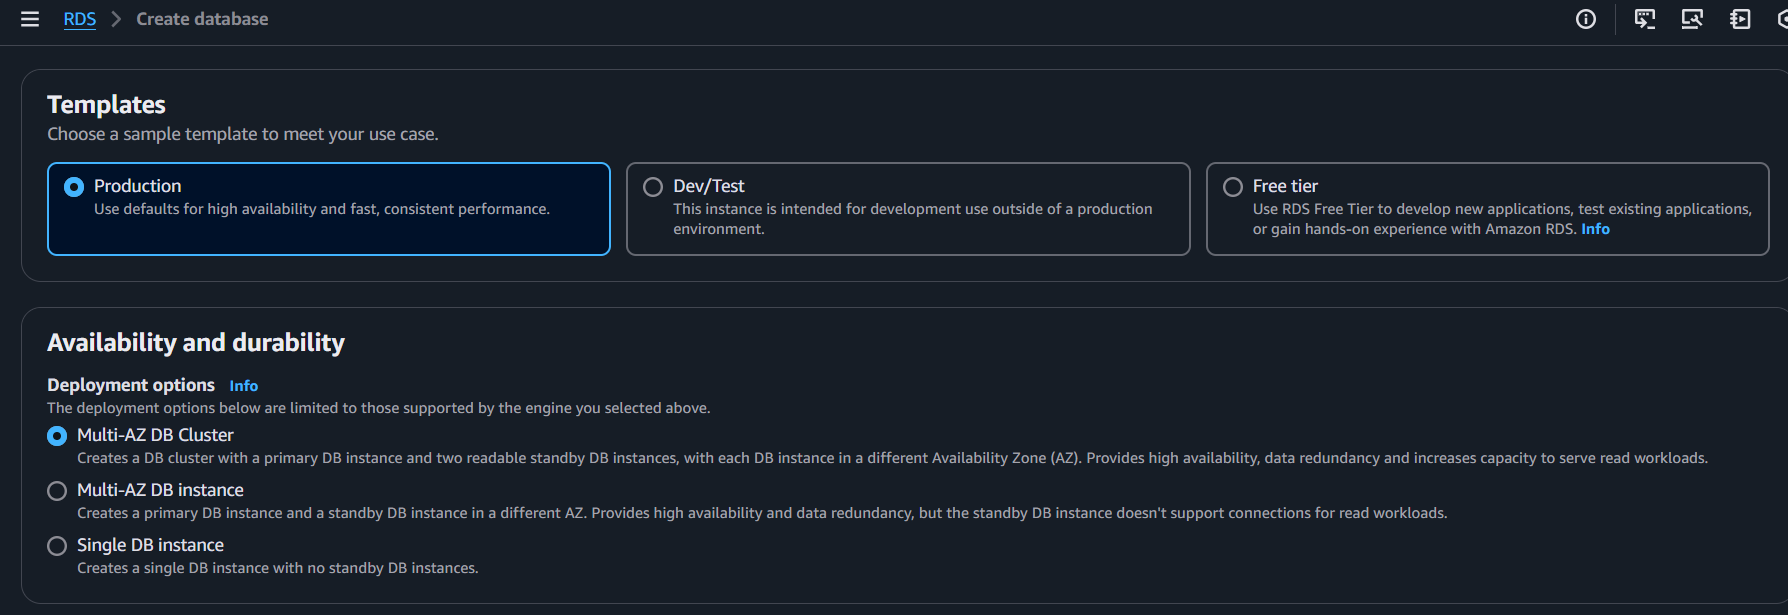 RDS > Create database
Templates
Choose a sample template to meet your use case.
Production
Use defaults for high availability and fast, consistent performance.
Dev/Test
This instance is intended for development use outside of a production
environment.
Free tier
Use RDS Free Tier to develop new applications, test existing applications,
or gain hands-on experience with Amazon RDS. Info
Availability and durability
Deployment options Info
The deployment options below are limited to those supported by the engine you selected above.
Multi-AZ DB Cluster
Creates a DB cluster with a primary DB instance and two readable standby DB instances, with each DB instance in a different Availability Zone (AZ). Provides high availability, data redundancy and increases capacity to serve read workloads.
Multi-AZ DB instance
Creates a primary DB instance and a standby DB instance in a different AZ. Provides high availability and data redundancy, but the standby DB instance doesn't support connections for read workloads.
Single DB instance
Creates a single DB instance with no standby DB instances.